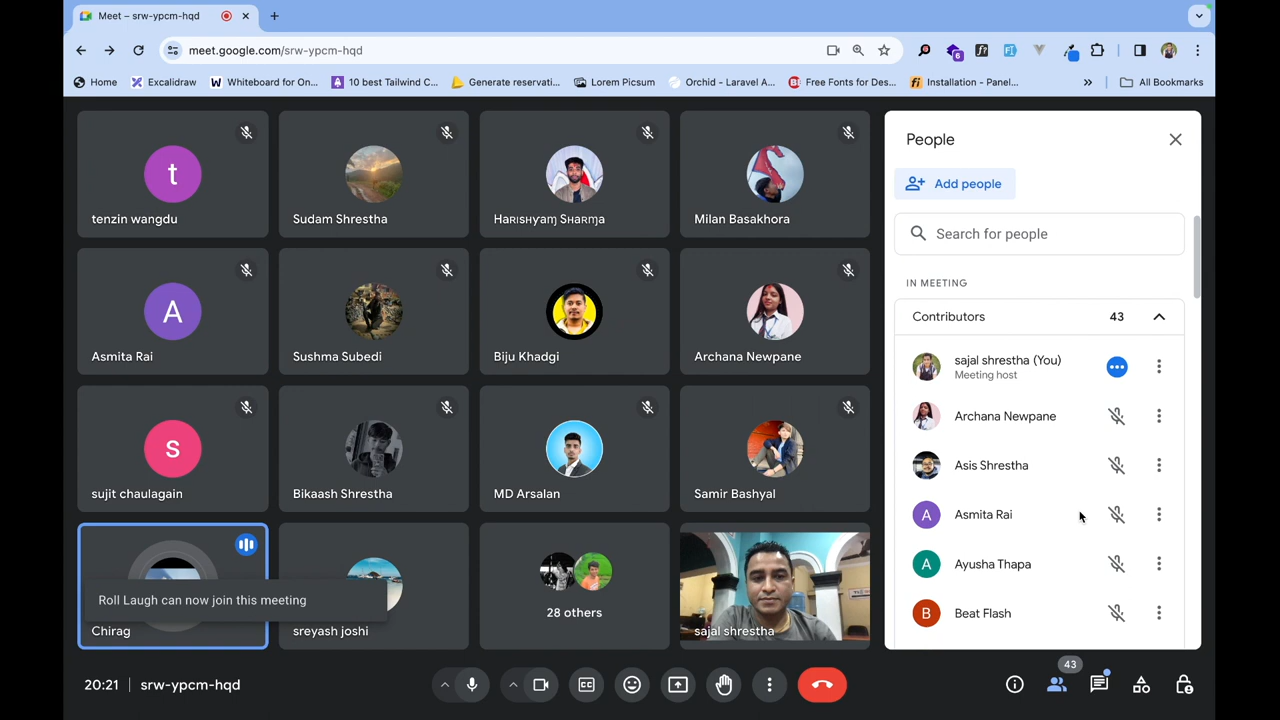 Meet – srw-ypcm-hqd
meet.google.com/srw-ypcm-hqd
6
Home
Excalidraw
Whiteboard for On...
10 best Tailwind C...
Generate reservati...
Lorem Picsum
Orchid - Laravel A...
Free Fonts for Des...
Installation - Panel...
All Bookmarks
t
tenzin wangdu
Sudam Shrestha
Hᴀʀɪsнyᴀɱ Sнᴀʀɱᴀ
Milan Basakhora
A
Asmita Rai
Sushma Subedi
Biju Khadgi
Archana Newpane
s
sujit chaulagain
Bikaash Shrestha
MD Arsalan
Samir Bashyal
Roll Laugh can now join this meeting
Chirag
sreyash joshi
28 others
sajal shrestha
People
Add people
Search for people
IN MEETING
Contributors 43
sajal shrestha (You)
Meeting host
Archana Newpane
Asis Shrestha
A Asmita Rai
A Ayusha Thapa
B Beat Flash
20:21 | srw-ypcm-hqd
43